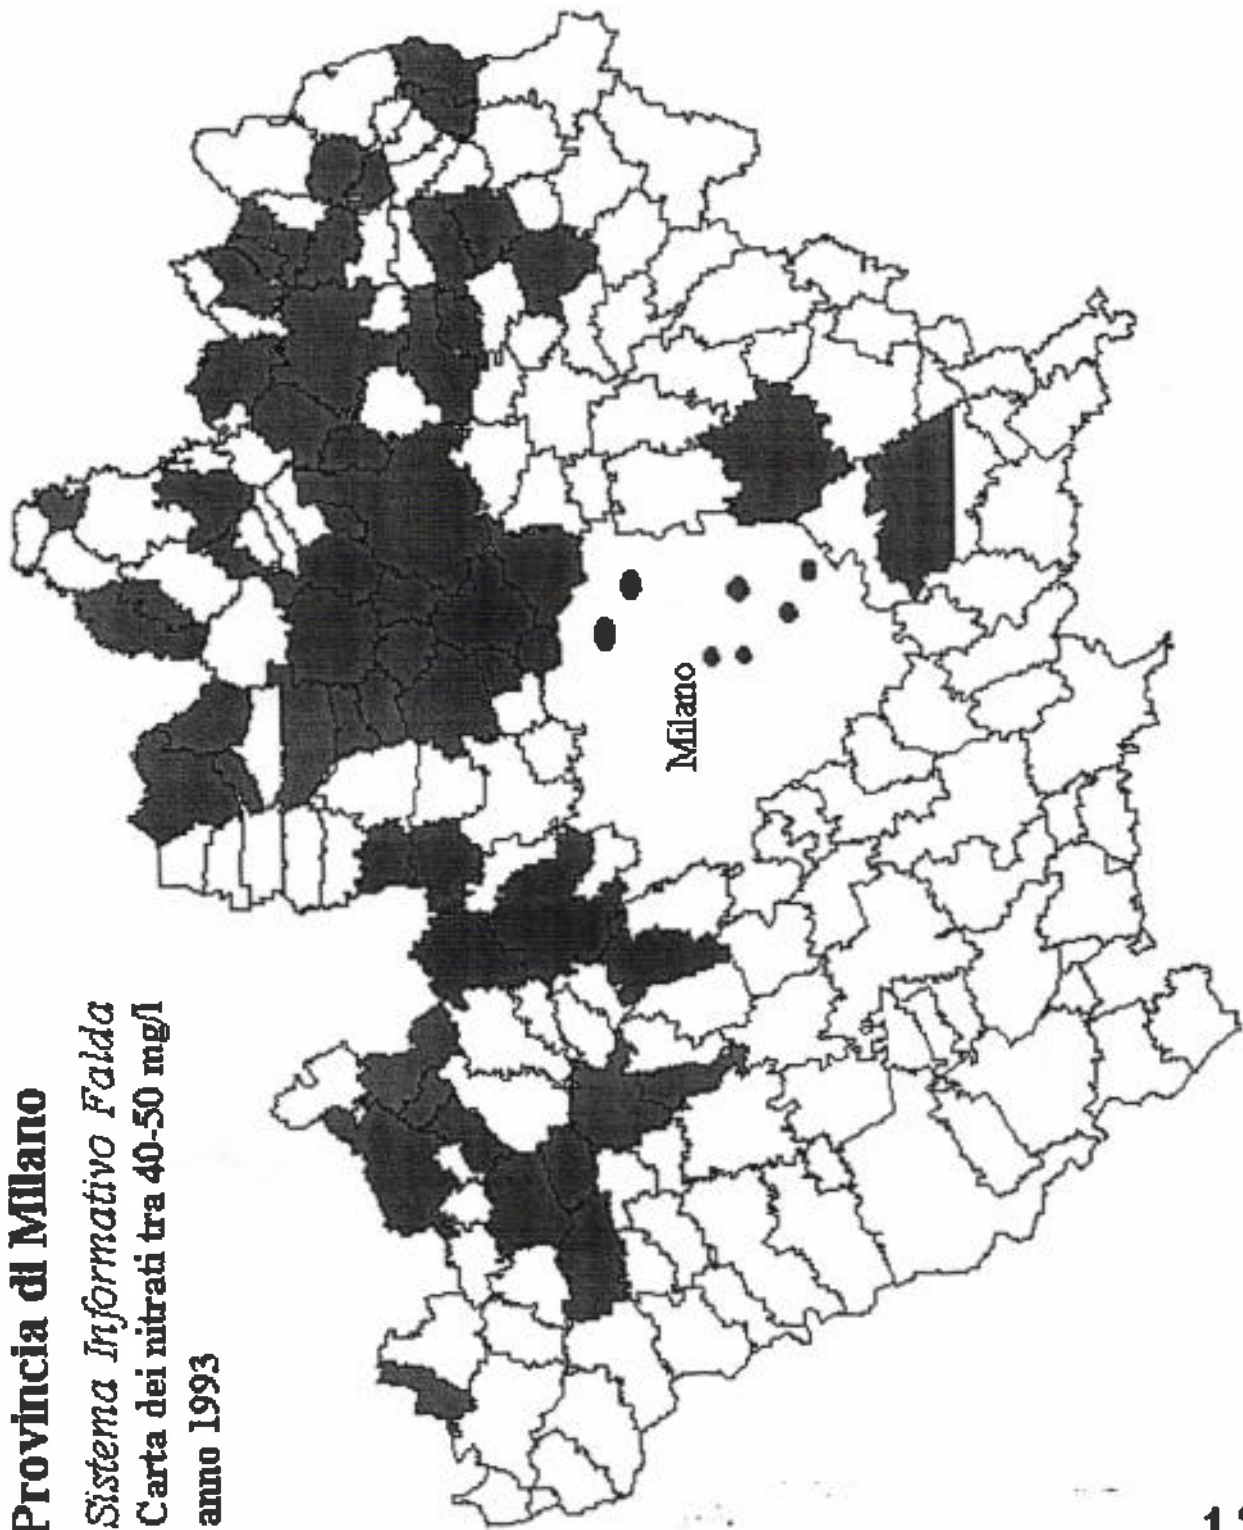 Provincia di Milano
Sistema Informativo Falda
Carta dei nitrati tra 40-50 mg/l
anno 1993
Milano